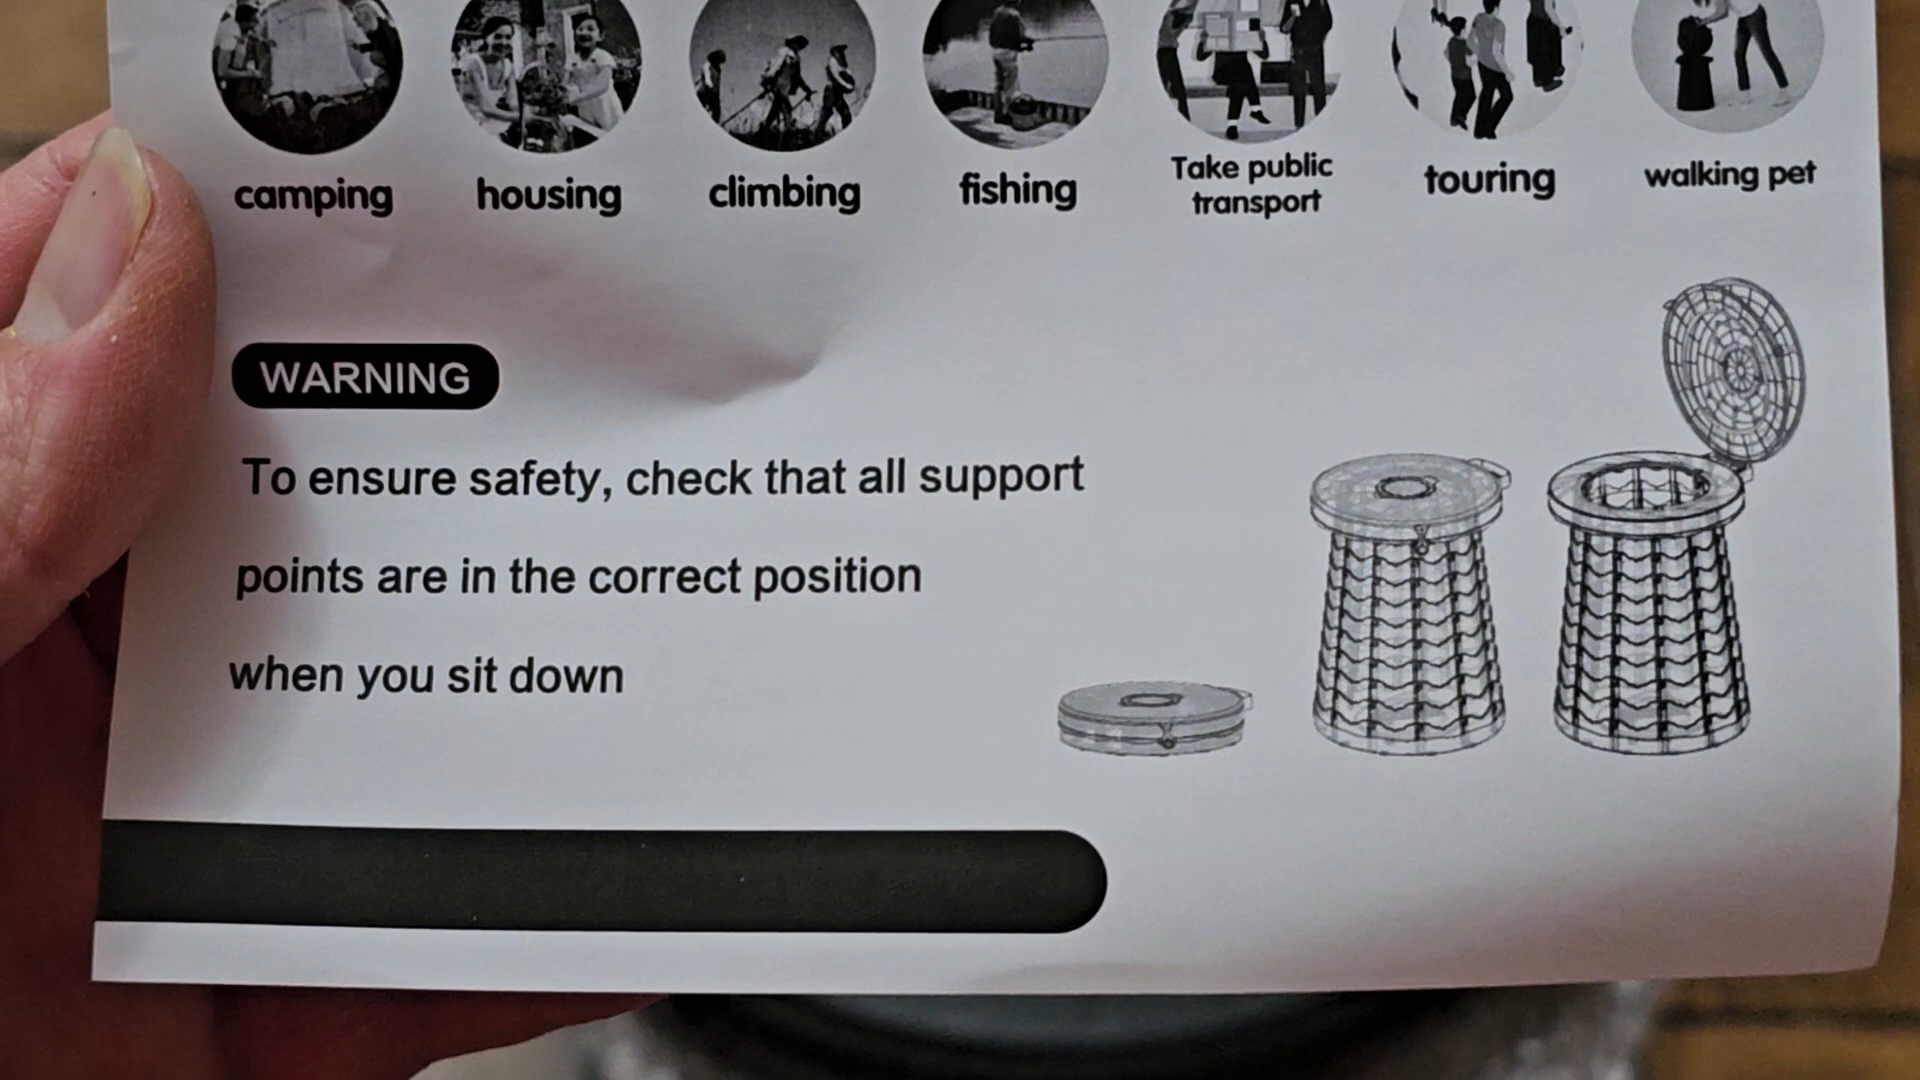 camping
housing
climbing
fishing
Take public
transport
touring
walking pet
WARNING
To ensure safety, check that all support
points are in the correct position
when you sit down